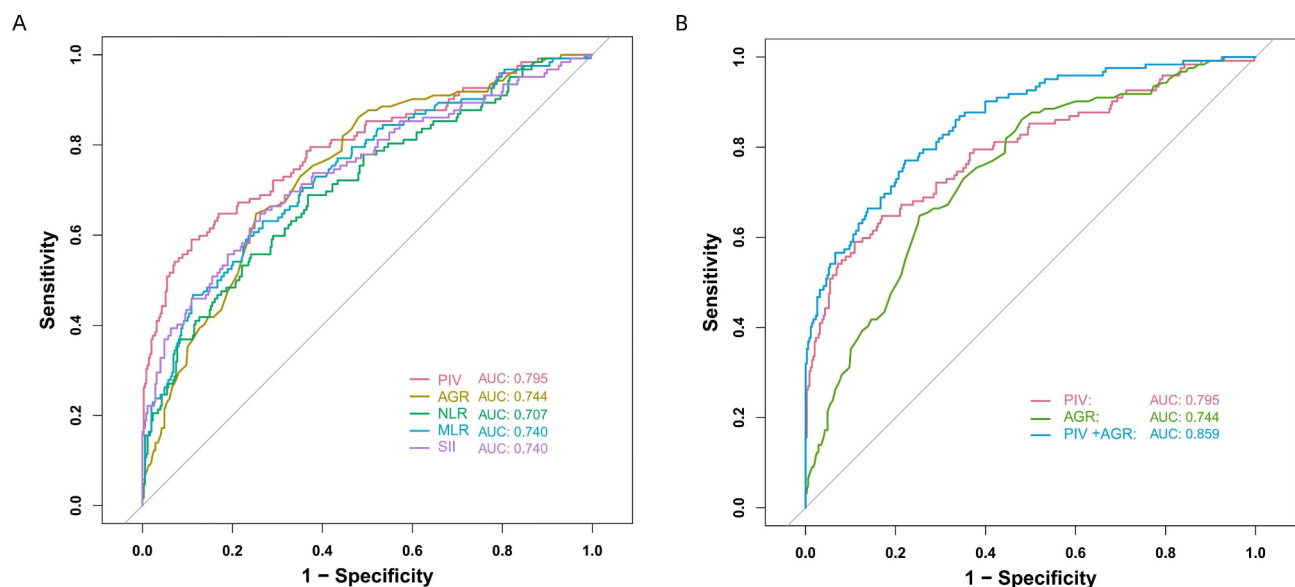 A
Sensitivity
1.0
0.8
0.6
0.4
0.2
0.0
PIV AUC: 0.795
AGR AUC: 0.744
NLR AUC: 0.707
MLR AUC: 0.740
SII AUC: 0.740
0.0 0.2 0.4 0.6 0.8 1.0
1 − Specificity
B
Sensitivity
1.0
0.8
0.6
0.4
0.2
0.0
PIV: AUC: 0.795
AGR: AUC: 0.744
PIV +AGR: AUC: 0.859
0.0 0.2 0.4 0.6 0.8 1.0
1 − Specificity